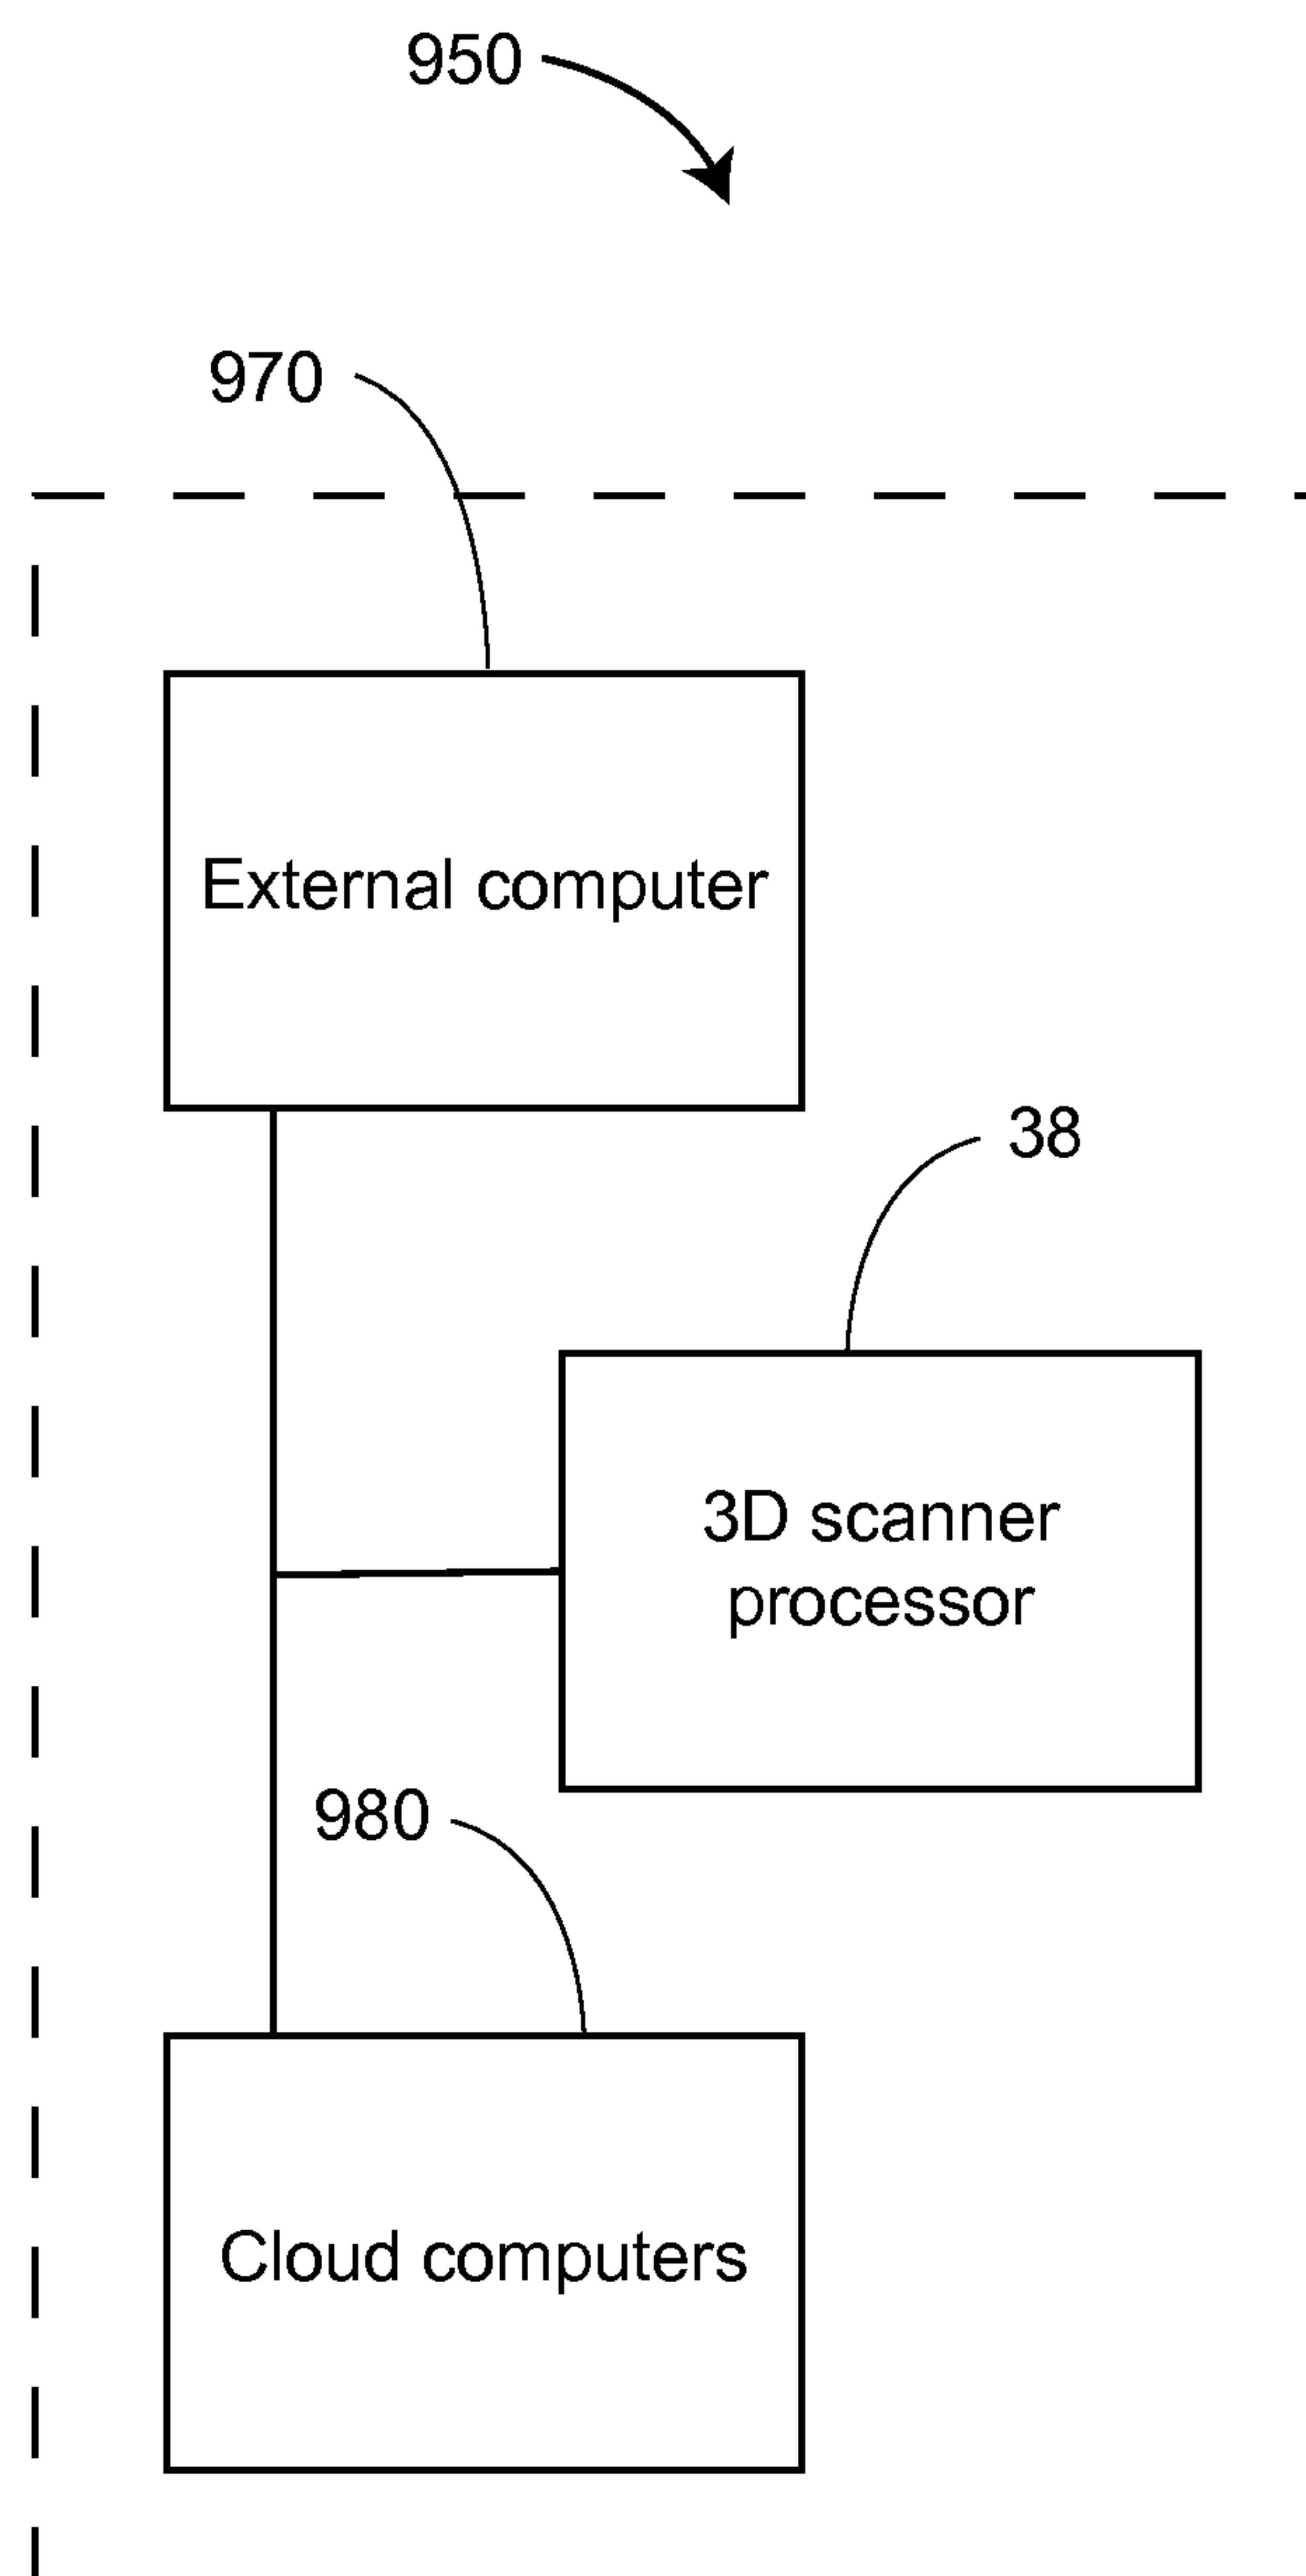 950
970
External computer
38
3D scanner
processor
980
Cloud computers